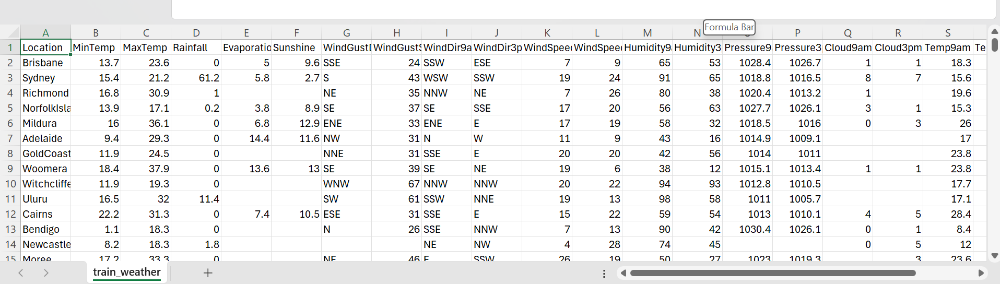 Formula Bar
A B C D E F G H I J K L M N P Q R S
1 Location MinTemp MaxTemp Rainfall Evaporatio Sunshine WindGustD WindGustS WindDir9a WindDir3p WindSpeed WindSpeed Humidity9a Humidity3 Pressure9a Pressure3 Cloud9am Cloud3pm Temp9am Te
2 Brisbane 13.7 23.6 0 5 9.6 SSE 24 SSW ESE 7 9 65 53 1028.4 1026.7 1 1 18.3
3 Sydney 15.4 21.2 61.2 5.8 2.7 S 43 WSW SSW 19 24 91 65 1018.8 1016.5 8 7 15.6
4 Richmond 16.8 30.9 1 NE 35 NNW NE 7 26 80 38 1020.4 1013.2 1 19.6
5 NorfolkIsla 13.9 17.1 0.2 3.8 8.9 SE 37 SE SSE 17 20 56 63 1027.7 1026.1 3 1 15.3
6 Mildura 16 36.1 0 6.8 12.9 ENE 33 ENE E 17 19 58 32 1018.5 1016 0 3 26
7 Adelaide 9.4 29.3 0 14.4 11.6 NW 31 N W 11 9 43 16 1014.9 1009.1 17
8 GoldCoast 11.9 24.5 0 NNE 31 SSE E 20 20 42 56 1014 1011 23.8
9 Woomera 18.4 37.9 0 13.6 13 SE 39 SE NE 19 6 38 12 1015.1 1013.4 1 1 23.8
10 Witchcliffe 11.9 19.3 0 WNW 67 NNW NNW 20 22 94 93 1012.8 1010.5 17.7
11 Uluru 16.5 32 11.4 SW 61 SSW NNE 19 13 98 58 1011 1005.7 17.1
12 Cairns 22.2 31.3 0 7.4 10.5 ESE 31 SSE E 15 22 59 54 1013 1010.1 4 5 28.4
13 Bendigo 1.1 18.3 0 N 26 SSE NNW 7 13 90 42 1030.4 1026.1 0 1 8.4
14 Newcastle 8.2 18.3 1.8 NE NW 4 28 74 45 0 5 12
15 Moree 17.2 33.3 0 NE 46 E SSW 26 19 50 27 1023 1019.3 3 23.6
train_weather